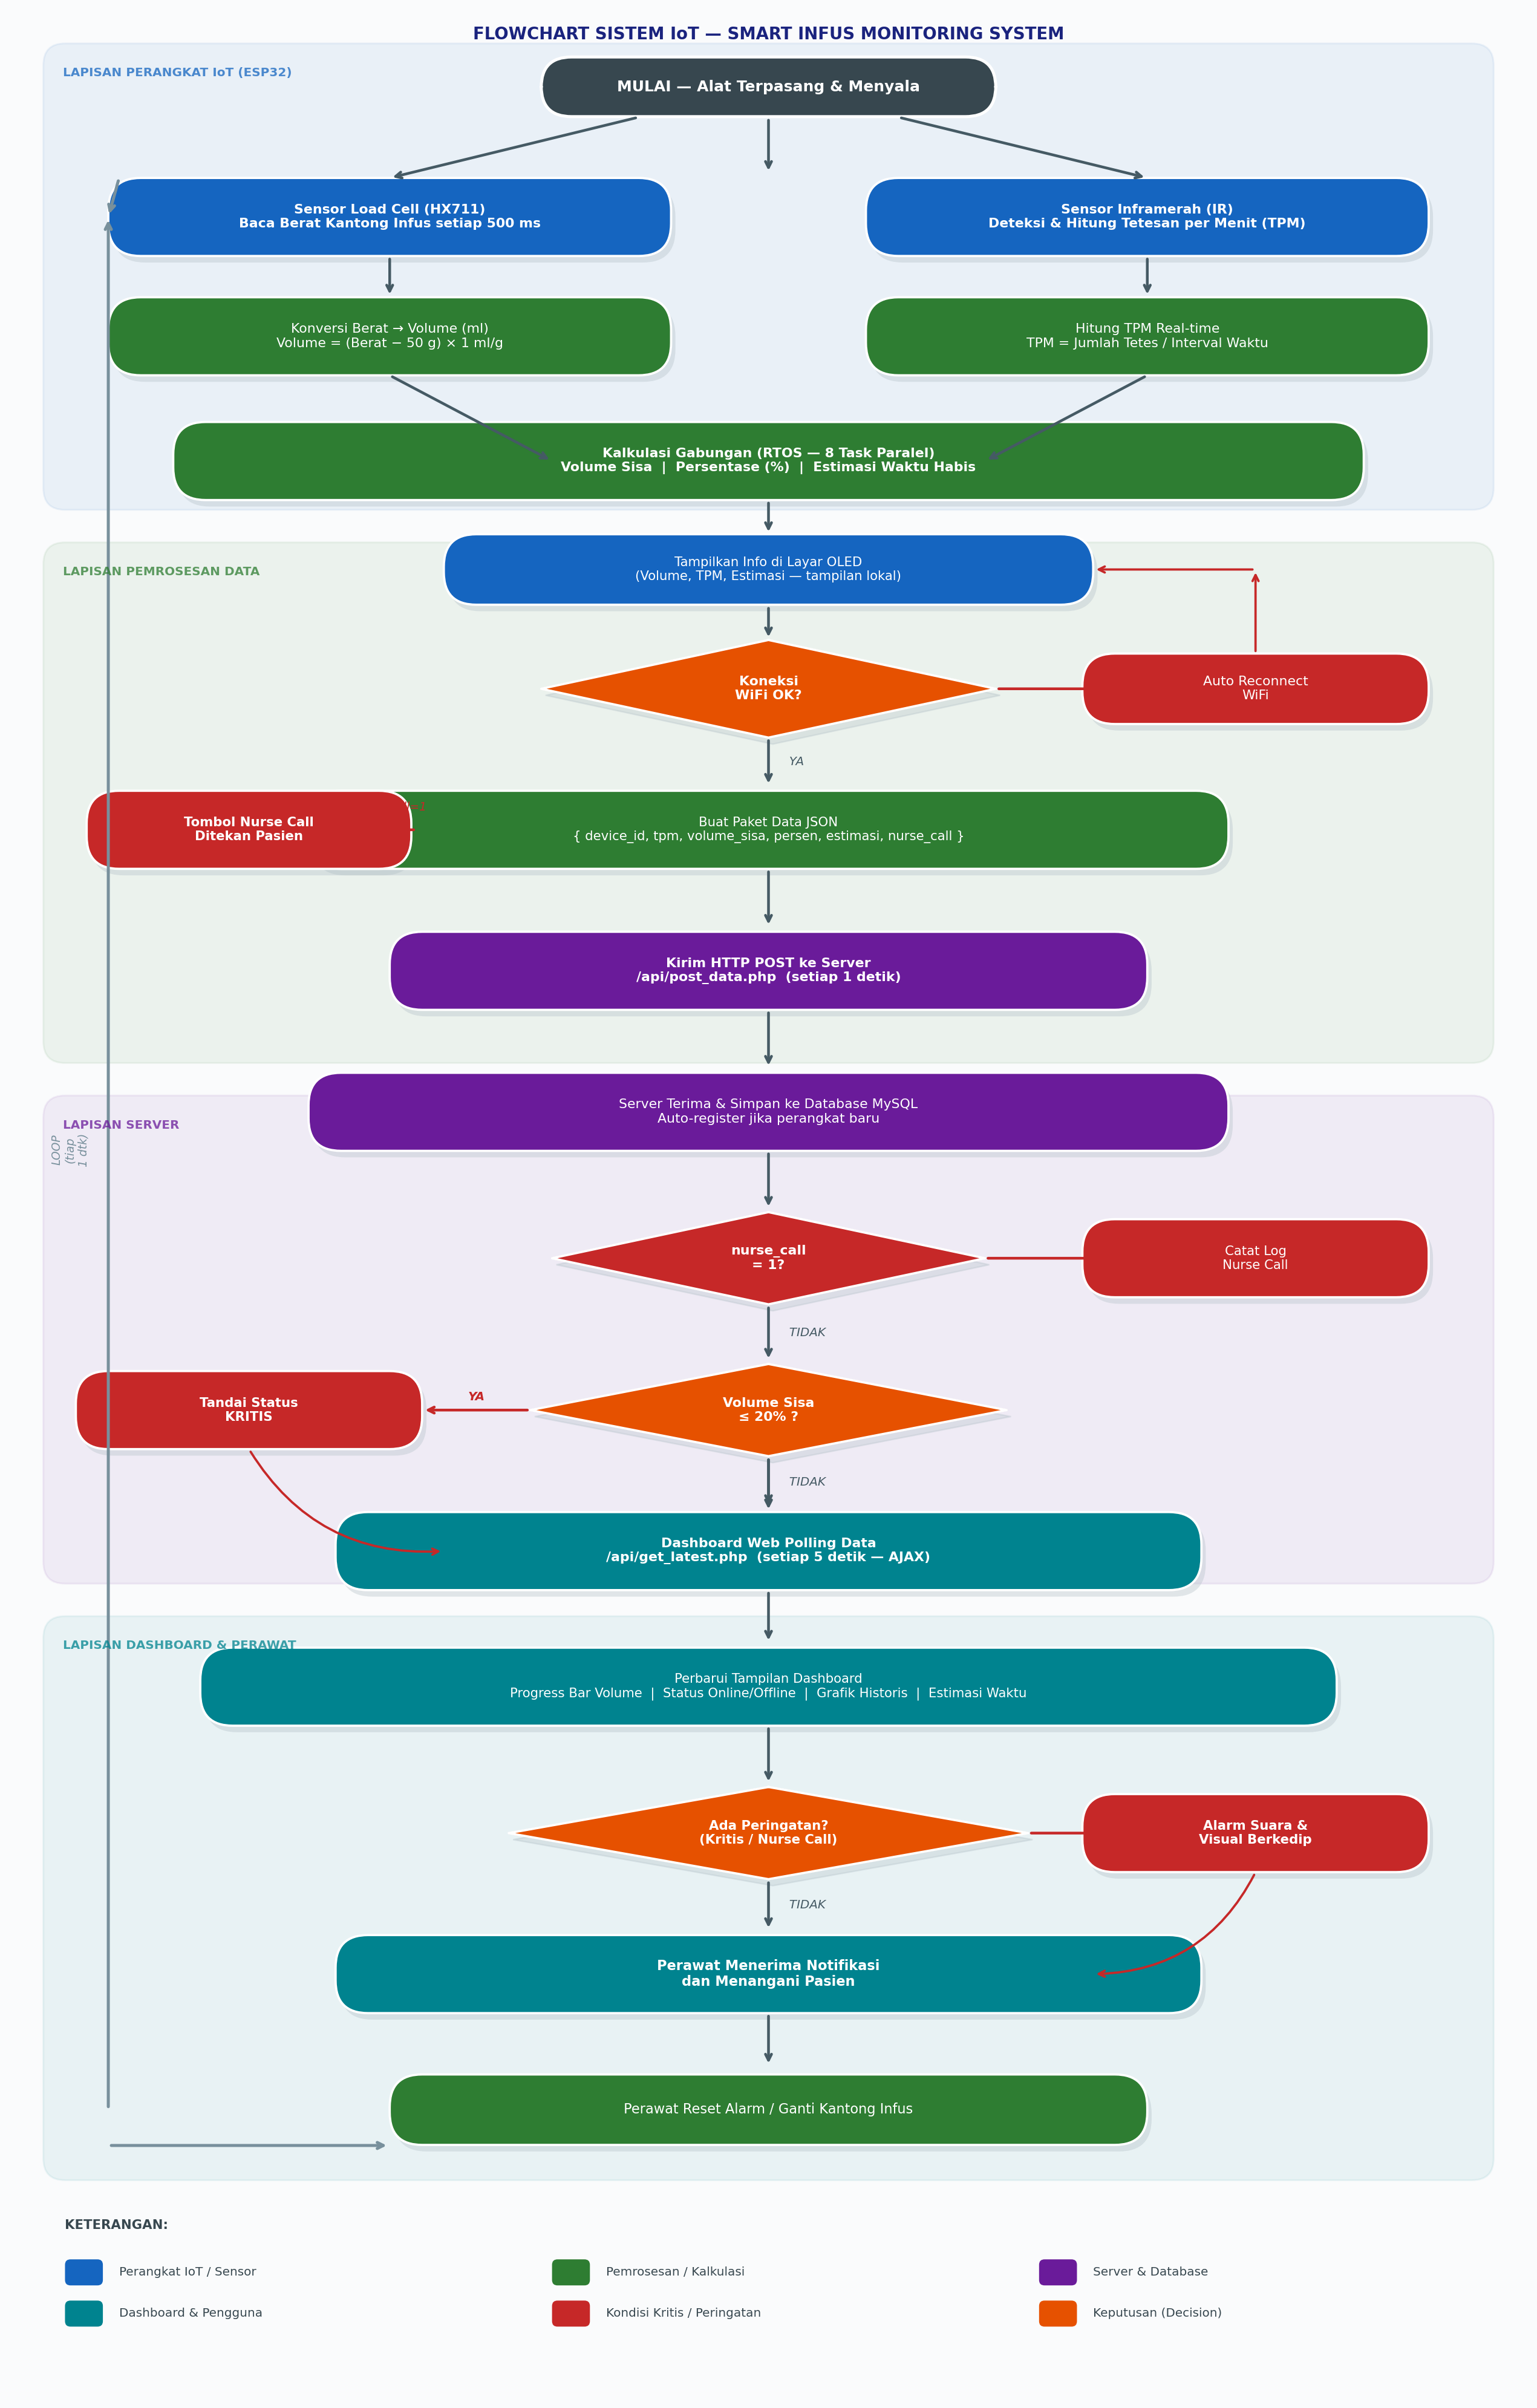 FLOWCHART SISTEM IoT — SMART INFUS MONITORING SYSTEM
LAPISAN PERANGKAT IoT (ESP32)
MULAI — Alat Terpasang & Menyala
Sensor Load Cell (HX711)
Baca Berat Kantong Infus setiap 500 ms
Sensor Inframerah (IR)
Deteksi & Hitung Tetesan per Menit (TPM)
Konversi Berat → Volume (ml)
Volume = (Berat − 50 g) × 1 ml/g
Hitung TPM Real-time
TPM = Jumlah Tetes / Interval Waktu
Kalkulasi Gabungan (RTOS — 8 Task Paralel)
Volume Sisa | Persentase (%) | Estimasi Waktu Habis
LAPISAN PEMROSESAN DATA
Tampilkan Info di Layar OLED
(Volume, TPM, Estimasi — tampilan lokal)
Koneksi
WiFi OK?
Auto Reconnect
WiFi
YA
Tombol Nurse Call
Ditekan Pasien
Buat Paket Data JSON
{ device_id, tpm, volume_sisa, persen, estimasi, nurse_call }
Kirim HTTP POST ke Server
/api/post_data.php (setiap 1 detik)
LAPISAN SERVER
Server Terima & Simpan ke Database MySQL
Auto-register jika perangkat baru
LOOP
(tiap
1 dtk)
nurse_call
= 1?
Catat Log
Nurse Call
TIDAK
Tandai Status
KRITIS
YA
Volume Sisa
≤ 20% ?
TIDAK
Dashboard Web Polling Data
/api/get_latest.php (setiap 5 detik — AJAX)
LAPISAN DASHBOARD & PERAWAT
Perbarui Tampilan Dashboard
Progress Bar Volume | Status Online/Offline | Grafik Historis | Estimasi Waktu
Ada Peringatan?
(Kritis / Nurse Call)
Alarm Suara &
Visual Berkedip
TIDAK
Perawat Menerima Notifikasi
dan Menangani Pasien
Perawat Reset Alarm / Ganti Kantong Infus
KETERANGAN:
Perangkat IoT / Sensor
Pemrosesan / Kalkulasi
Server & Database
Dashboard & Pengguna
Kondisi Kritis / Peringatan
Keputusan (Decision)